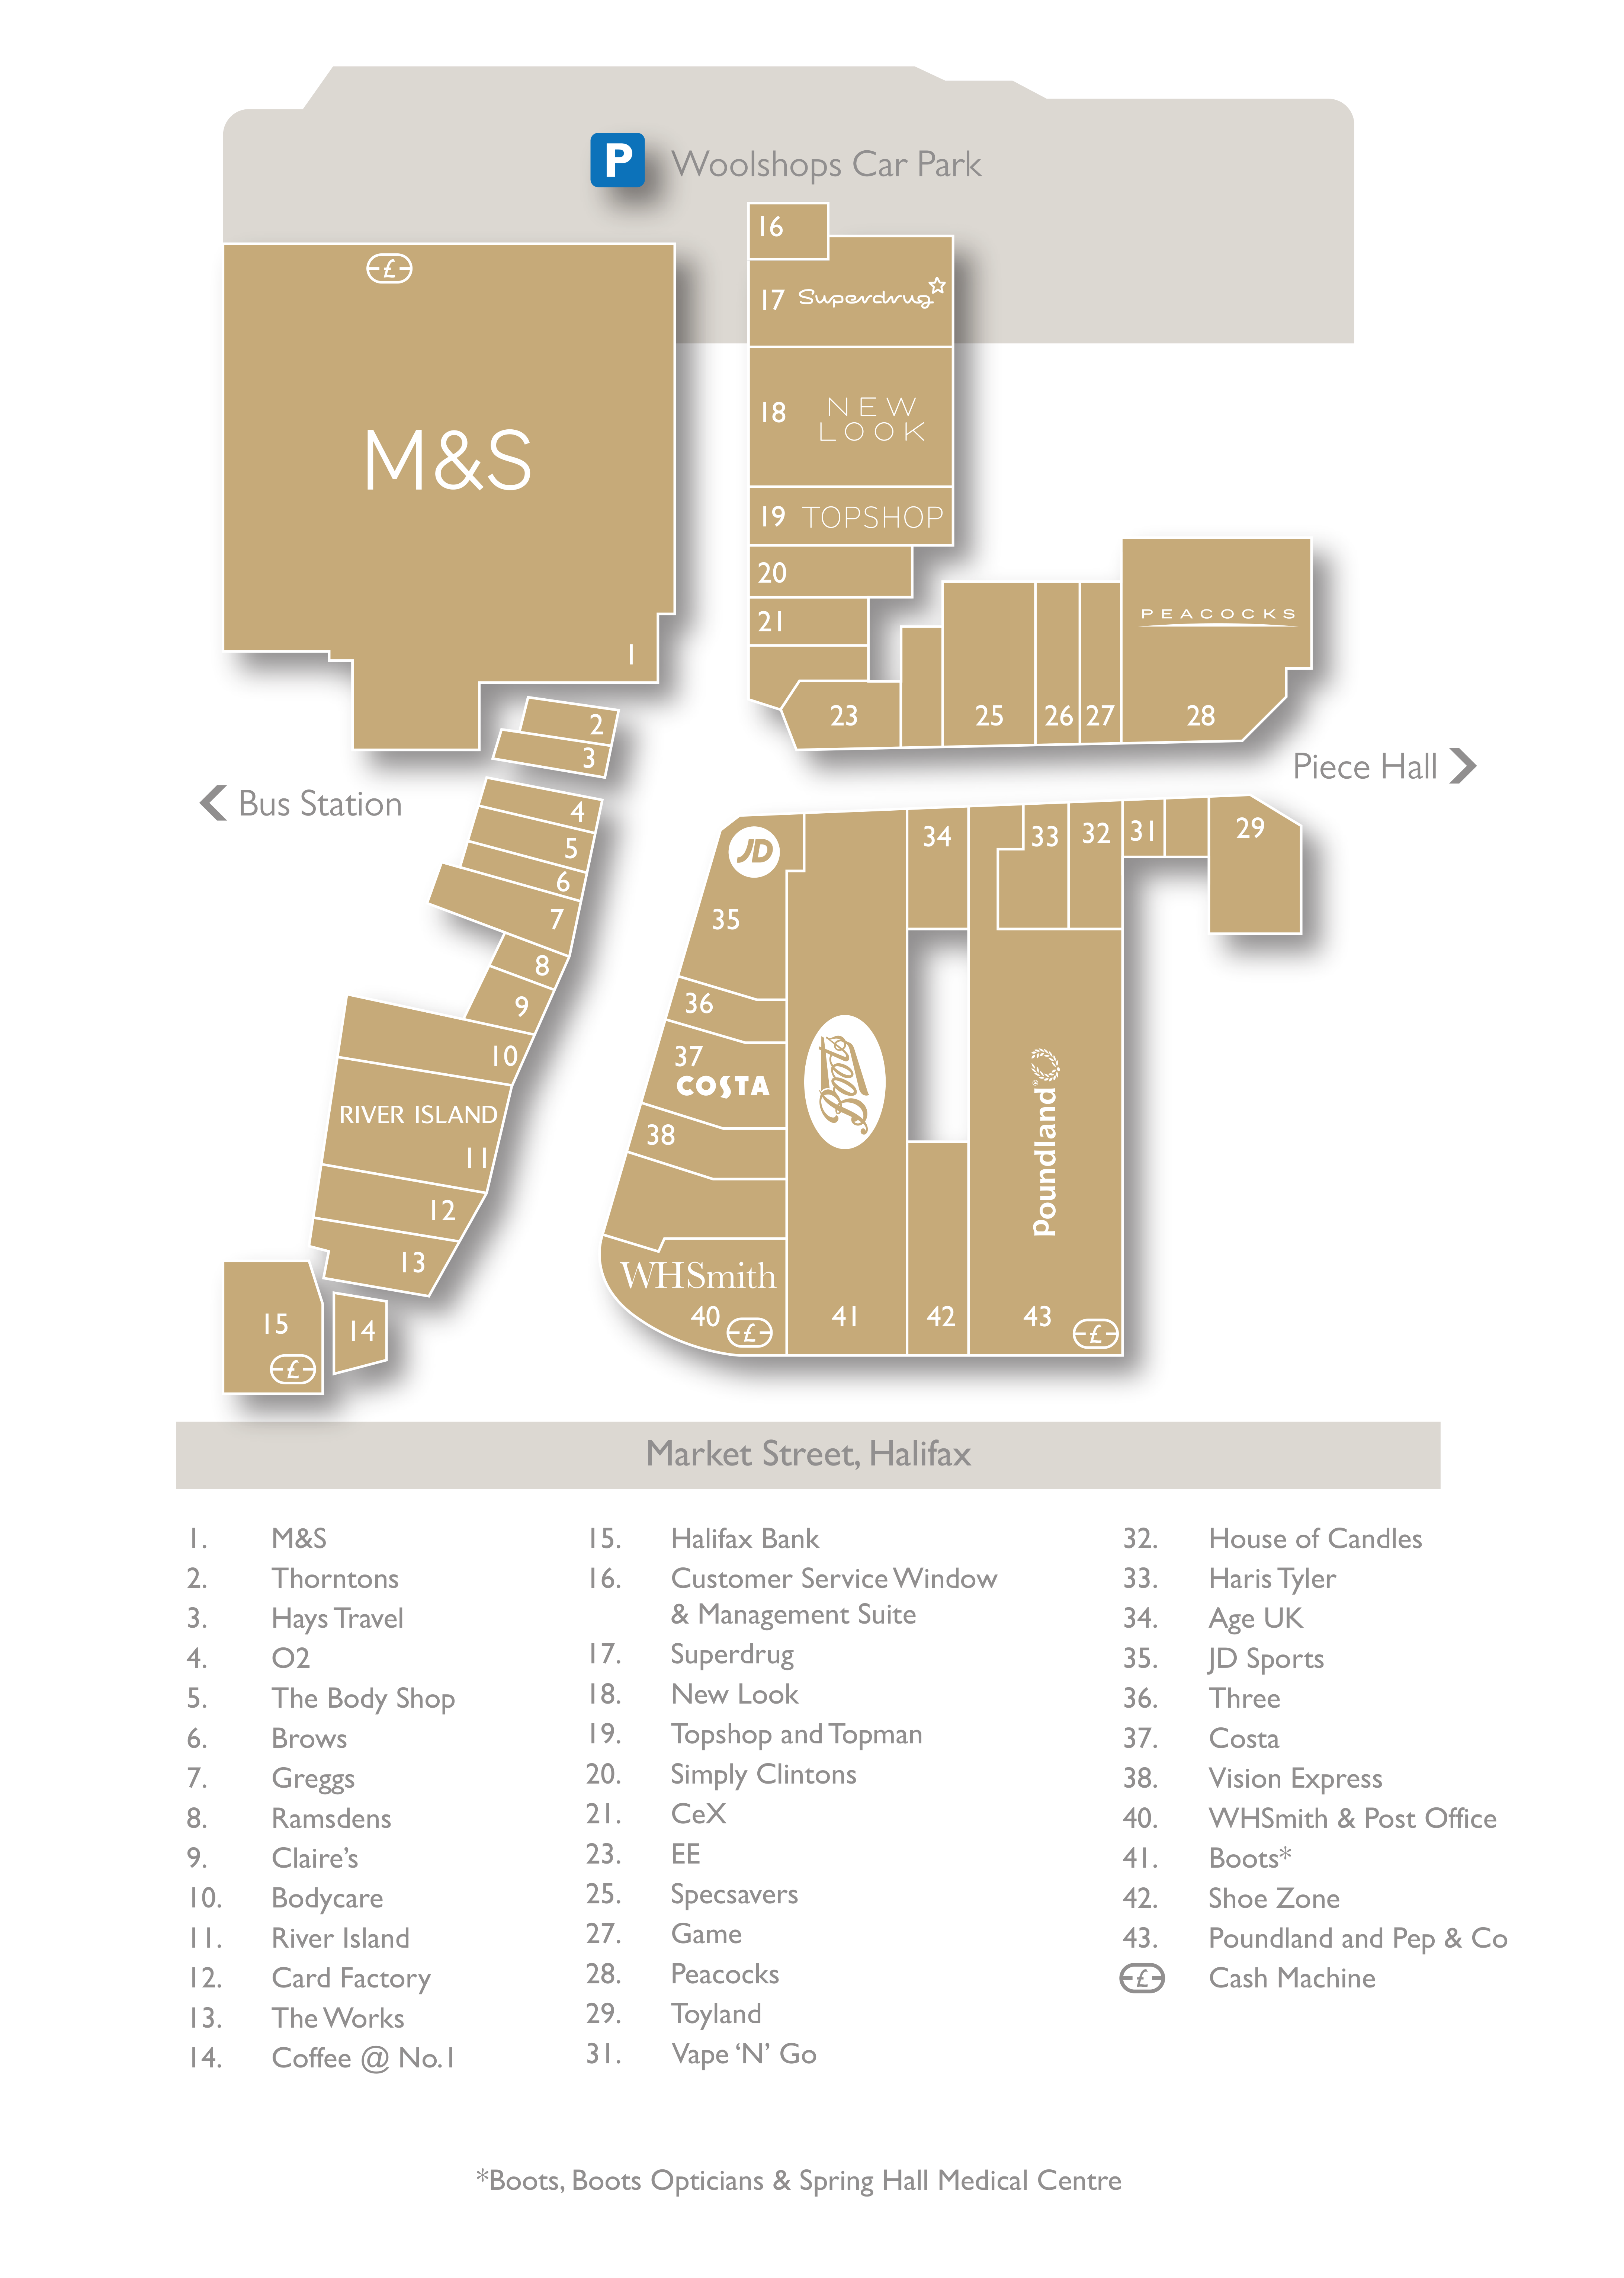 P Woolshops Car Park
16
£
17 Superdrug
M&S
18 NEW
LOOK
19 TOPSHOP
20
21
PEACOCKS
1
23
25
26
27
28
2
3
Piece Hall
Bus Station
4
5
6
7
8
9
10
RIVER ISLAND
11
12
13
14
15
£
JD
35
36
37
COSTA
38
WHSmith
40 £
Boots
41
34
42
33
32
31
29
Poundland®
43 £
Market Street, Halifax
1. M&S
2. Thorntons
3. Hays Travel
4. O2
5. The Body Shop
6. Brows
7. Greggs
8. Ramsdens
9. Claire’s
10. Bodycare
11. River Island
12. Card Factory
13. The Works
14. Coffee @ No.1
15. Halifax Bank
16. Customer Service Window
& Management Suite
17. Superdrug
18. New Look
19. Topshop and Topman
20. Simply Clintons
21. CeX
23. EE
25. Specsavers
27. Game
28. Peacocks
29. Toyland
31. Vape ‘N’ Go
32. House of Candles
33. Haris Tyler
34. Age UK
35. JD Sports
36. Three
37. Costa
38. Vision Express
40. WHSmith & Post Office
41. Boots*
42. Shoe Zone
43. Poundland and Pep & Co
£ Cash Machine
*Boots, Boots Opticians & Spring Hall Medical Centre